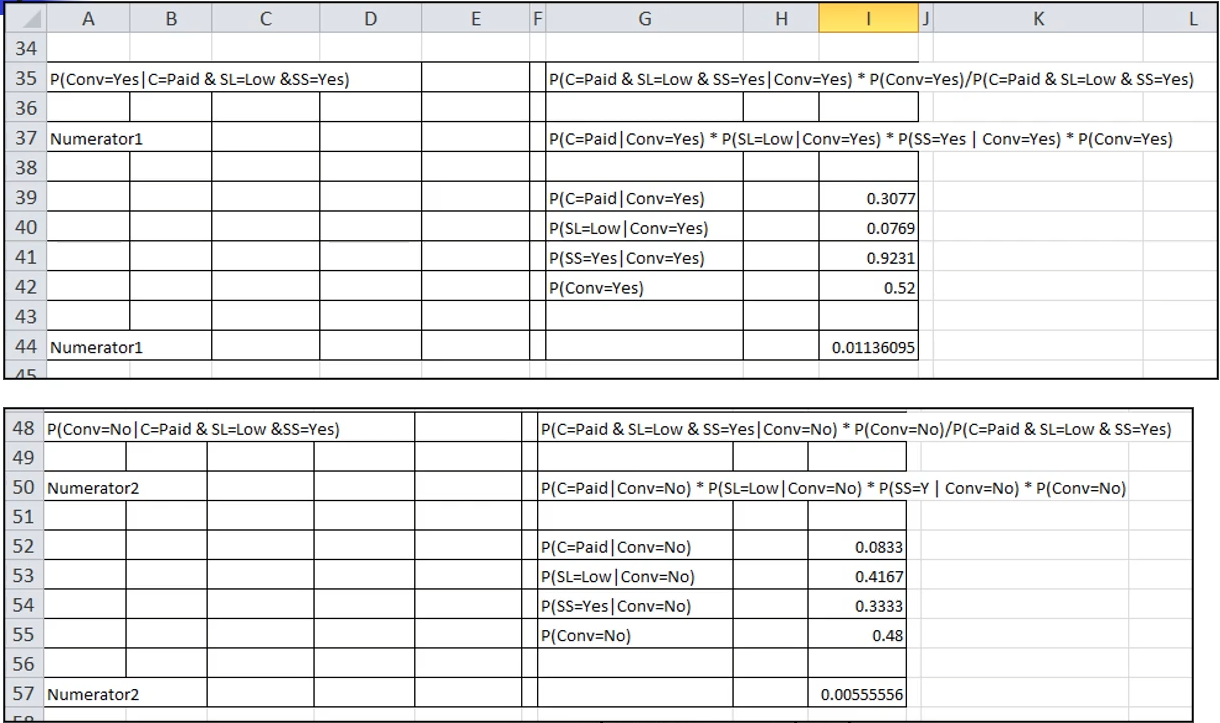 A B C D E F G H I J K L
34
35 P(Conv=Yes|C=Paid & SL=Low &SS=Yes) P(C=Paid & SL=Low & SS=Yes|Conv=Yes) * P(Conv=Yes)/P(C=Paid & SL=Low & SS=Yes)
36
37 Numerator1 P(C=Paid|Conv=Yes) * P(SL=Low|Conv=Yes) * P(SS=Yes | Conv=Yes) * P(Conv=Yes)
38
39 P(C=Paid|Conv=Yes) 0.3077
40 P(SL=Low|Conv=Yes) 0.0769
41 P(SS=Yes|Conv=Yes) 0.9231
42 P(Conv=Yes) 0.52
43
44 Numerator1 0.01136095
45
48 P(Conv=No|C=Paid & SL=Low &SS=Yes) P(C=Paid & SL=Low & SS=Yes|Conv=No) * P(Conv=No)/P(C=Paid & SL=Low & SS=Yes)
49
50 Numerator2 P(C=Paid|Conv=No) * P(SL=Low|Conv=No) * P(SS=Y | Conv=No) * P(Conv=No)
51
52 P(C=Paid|Conv=No) 0.0833
53 P(SL=Low|Conv=No) 0.4167
54 P(SS=Yes|Conv=No) 0.3333
55 P(Conv=No) 0.48
56
57 Numerator2 0.00555556
58